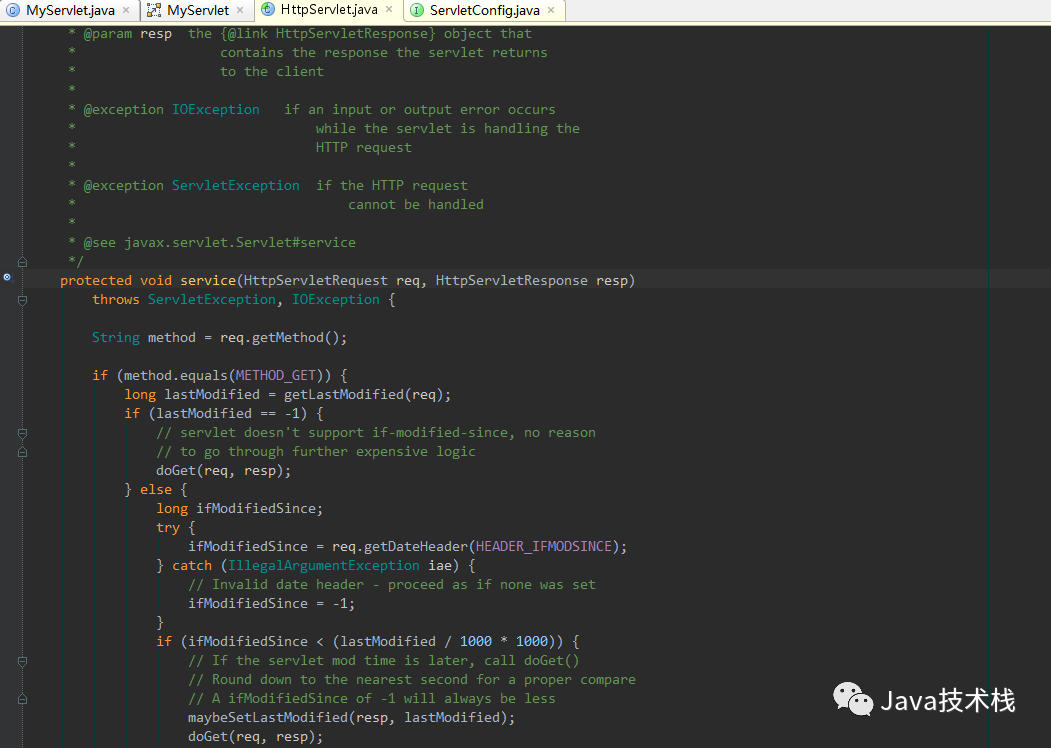 MyServlet.java × MyServlet × HttpServlet.java × ServletConfig.java ×
* @param resp the {@link HttpServletResponse} object that
* contains the response the servlet returns
* to the client
*
* @exception IOException if an input or output error occurs
* while the servlet is handling the
* HTTP request
*
* @exception ServletException if the HTTP request
* cannot be handled
*
* @see javax.servlet.Servlet#service
*/
protected void service(HttpServletRequest req, HttpServletResponse resp)
throws ServletException, IOException {
String method = req.getMethod();
if (method.equals(METHOD_GET)) {
long lastModified = getLastModified(req);
if (lastModified == -1) {
// servlet doesn't support if-modified-since, no reason
// to go through further expensive logic
doGet(req, resp);
} else {
long ifModifiedSince;
try {
ifModifiedSince = req.getDateHeader(HEADER_IFMODSINCE);
} catch (IllegalArgumentException iae) {
// Invalid date header - proceed as if none was set
ifModifiedSince = -1;
}
if (ifModifiedSince < (lastModified / 1000 * 1000)) {
// If the servlet mod time is later, call doGet()
// Round down to the nearest second for a proper compare
// A ifModifiedSince of -1 will always be less
maybeSetLastModified(resp, lastModified);
doGet(req, resp);
Java技术栈